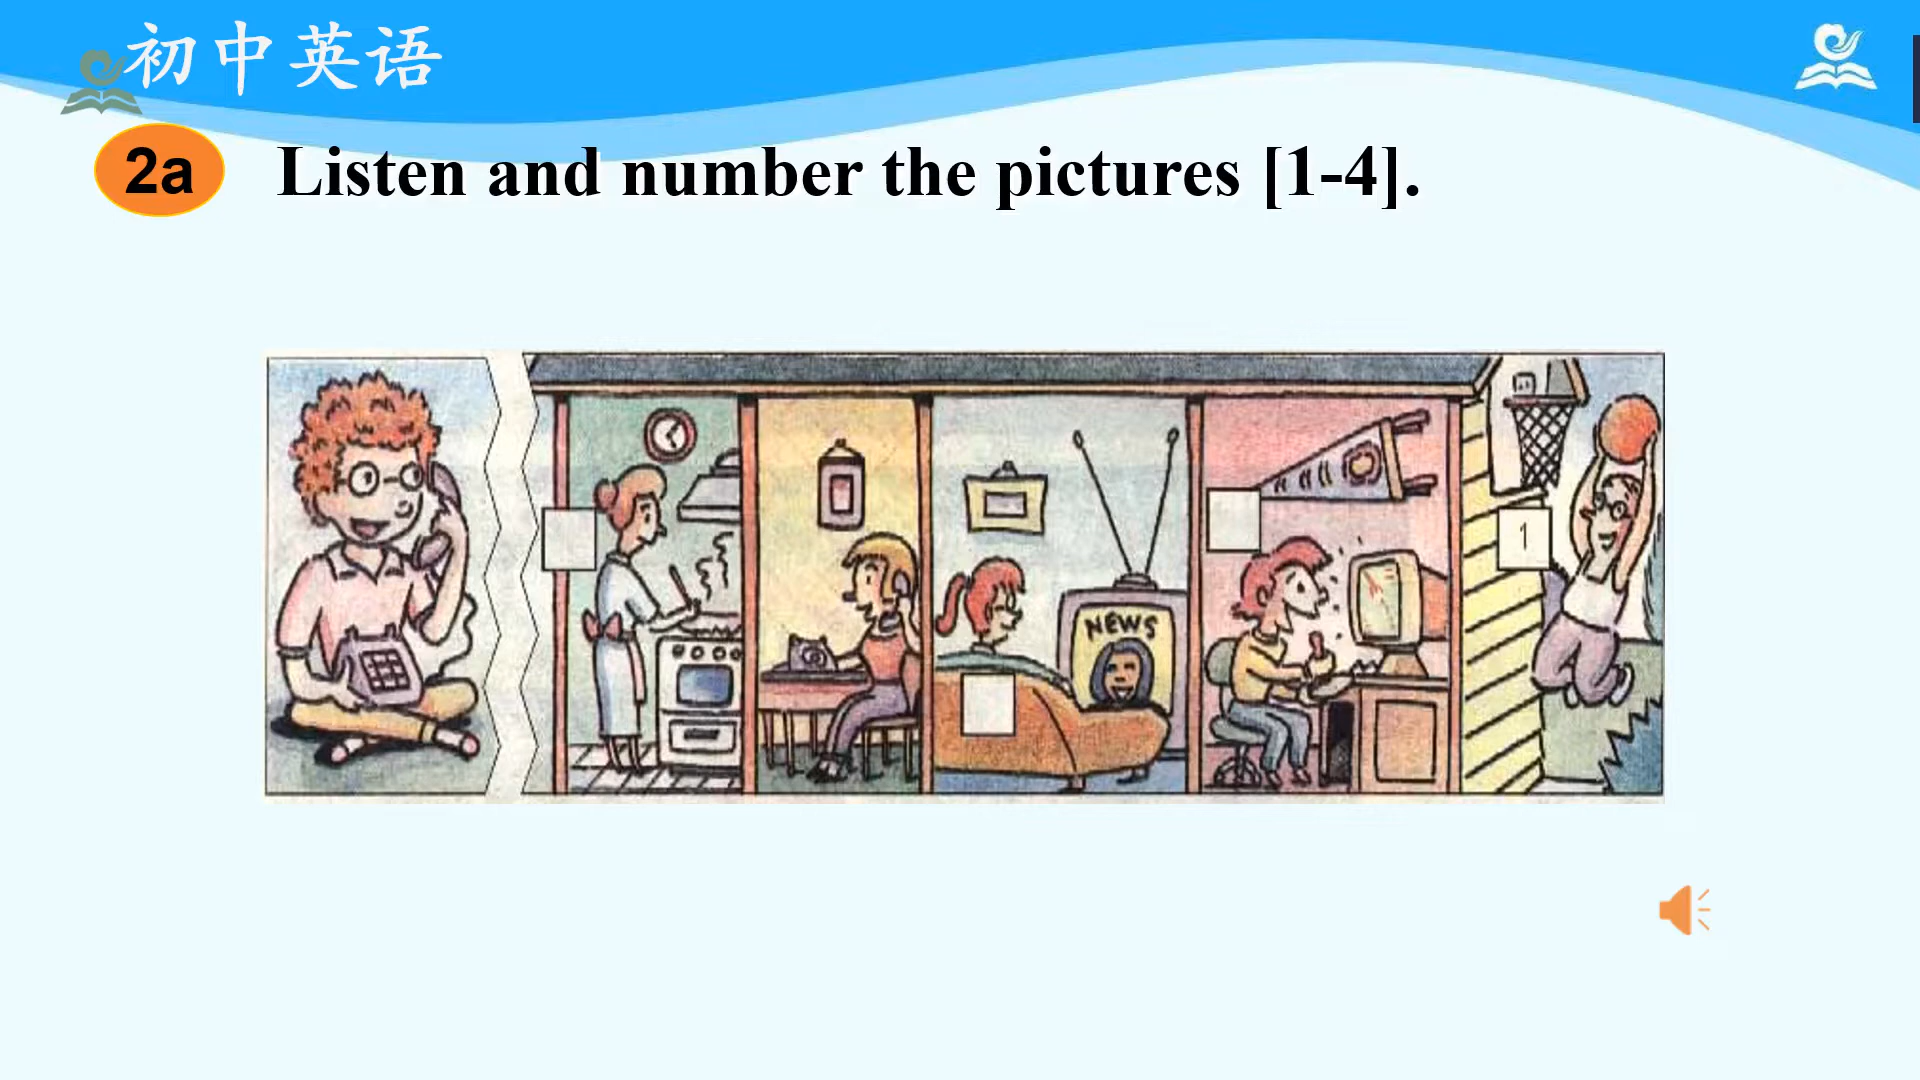 初中英语
2a Listen and number the pictures [1-4].
NEWS
1